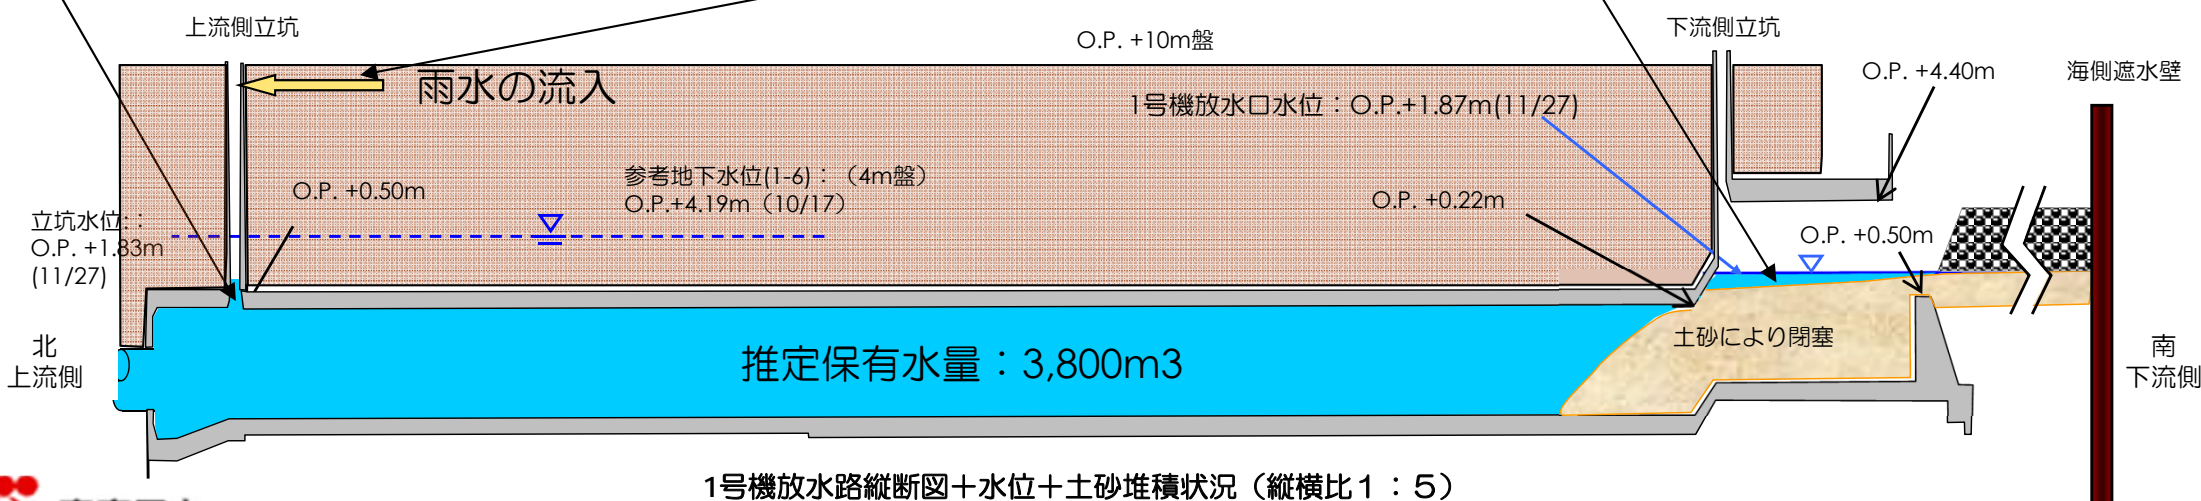 上流側立坑
下流側立坑
O.P. +10m盤
O.P. +4.40m
海側遮水壁
雨水の流入
1号機放水口水位：O.P.+1.87m(11/27)
参考地下水位(1-6)：（4m盤）
O.P.+4.19m（10/17）
O.P. +0.50m
O.P. +0.22m
立坑水位:：
O.P. +1.83m
(11/27)
O.P. +0.50m
土砂により閉塞
北
上流側
推定保有水量：3,800m3
南
下流側
1号機放水路縦断図＋水位＋土砂堆積状況（縦横比１：５）